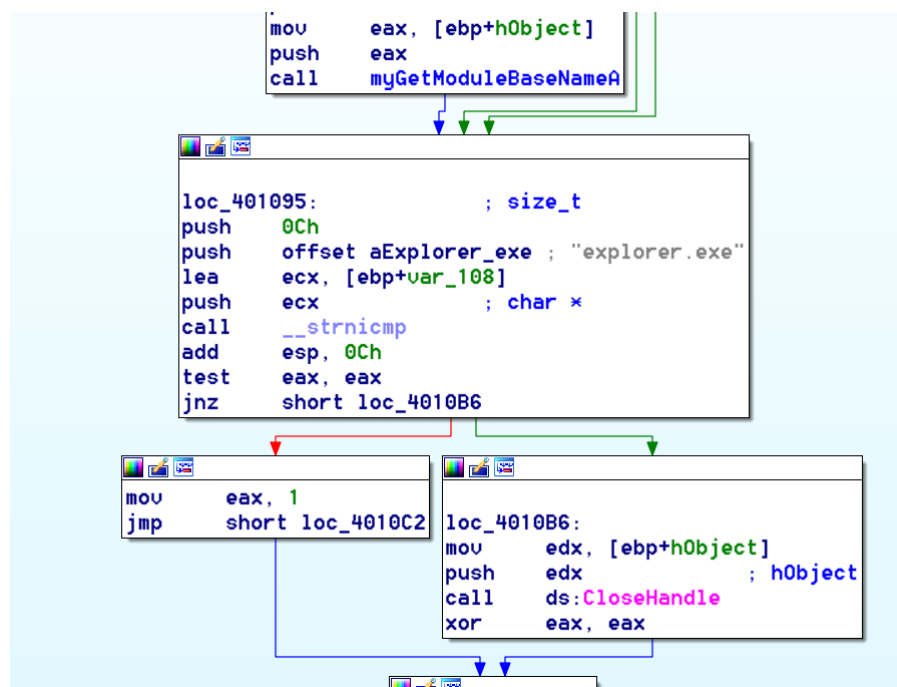 mov eax, [ebp+hObject]
push eax
call myGetModuleBaseNameA
loc_401095: ; size_t
push 0Ch
push offset aExplorer_exe ; "explorer.exe"
lea ecx, [ebp+var_108]
push ecx ; char *
call __strnicmp
add esp, 0Ch
test eax, eax
jnz short loc_4010B6
mov eax, 1
jmp short loc_4010C2
loc_4010B6:
mov edx, [ebp+hObject]
push edx ; hObject
call ds:CloseHandle
xor eax, eax